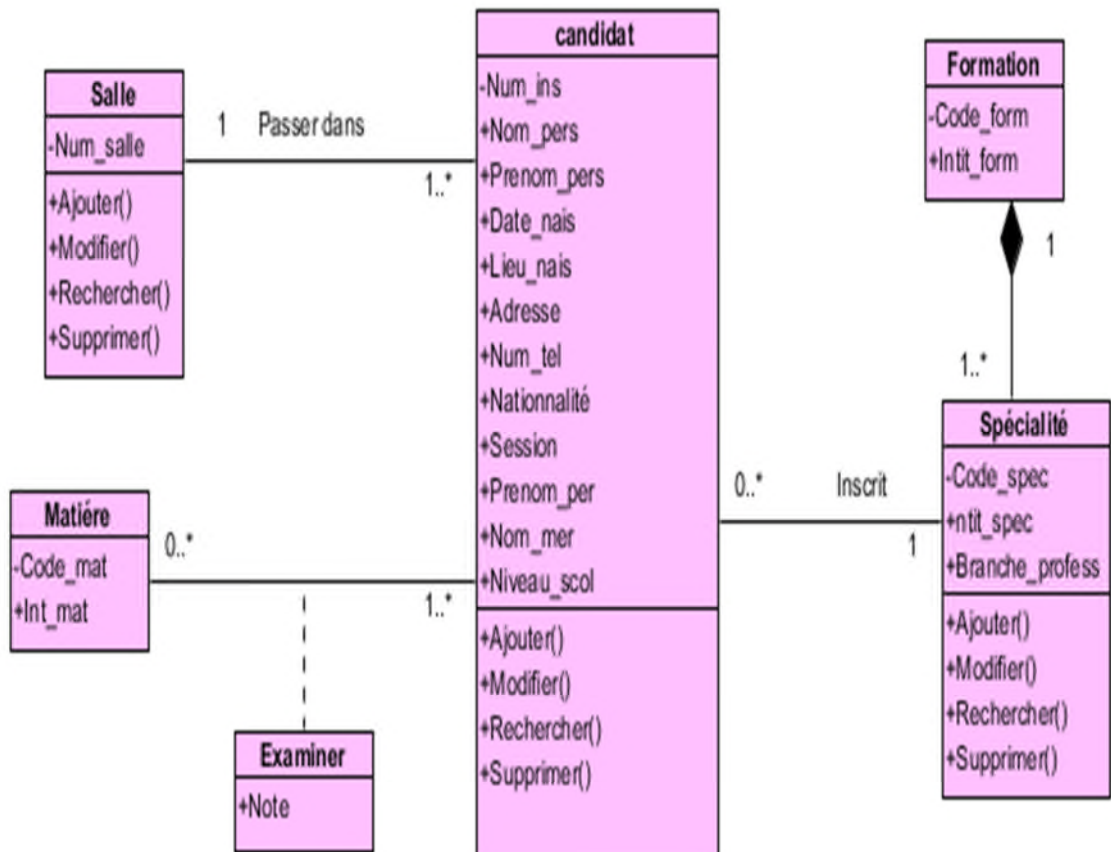 Salle
-Num_salle
+Ajouter()
+Modifier()
+Rechercher()
+Supprimer()
1 Passer dans
1..*
candidat
-Num_ins
+Nom_pers
+Prenom_pers
+Date_nais
+Lieu_nais
+Adresse
+Num_tel
+Nationnalité
+Session
+Prenom_per
+Nom_mer
+Niveau_scol
+Ajouter()
+Modifier()
+Rechercher()
+Supprimer()
Formation
-Code_form
+Intit_form
1
1..*
Spécialité
-Code_spec
+ntit_spec
+Branche_profess
+Ajouter()
+Modifier()
+Rechercher()
+Supprimer()
0..* Inscrit
1
Matiére
-Code_mat
+Int_mat
0..*
1..*
Examiner
+Note